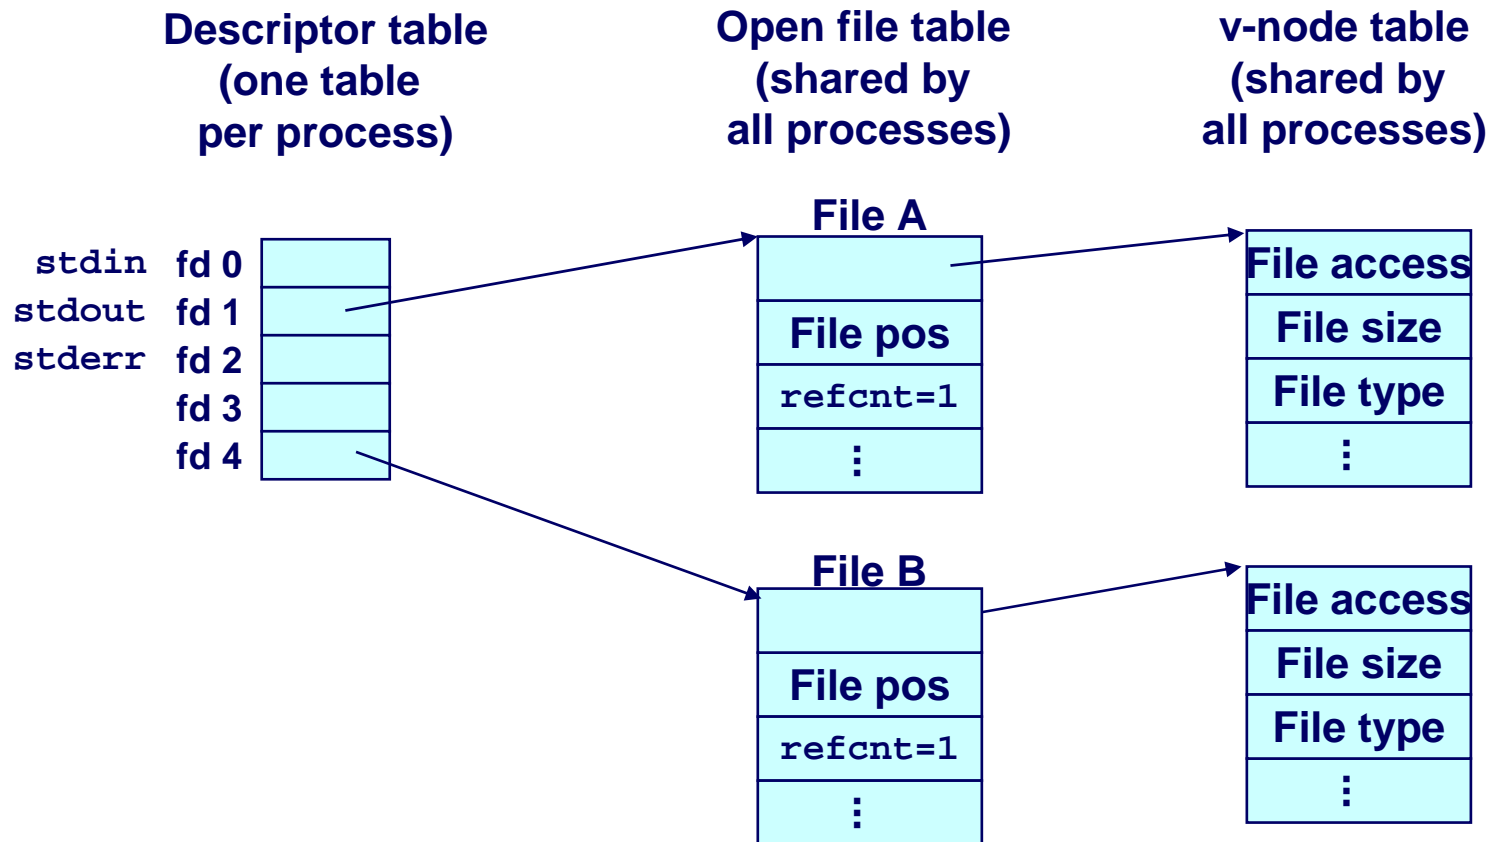 Descriptor table
(one table
per process)
Open file table
(shared by
all processes)
v-node table
(shared by
all processes)
stdin fd 0
stdout fd 1
stderr fd 2
fd 3
fd 4
File A
File pos
refcnt=1
⋮
File access
File size
File type
⋮
File B
File pos
refcnt=1
⋮
File access
File size
File type
⋮